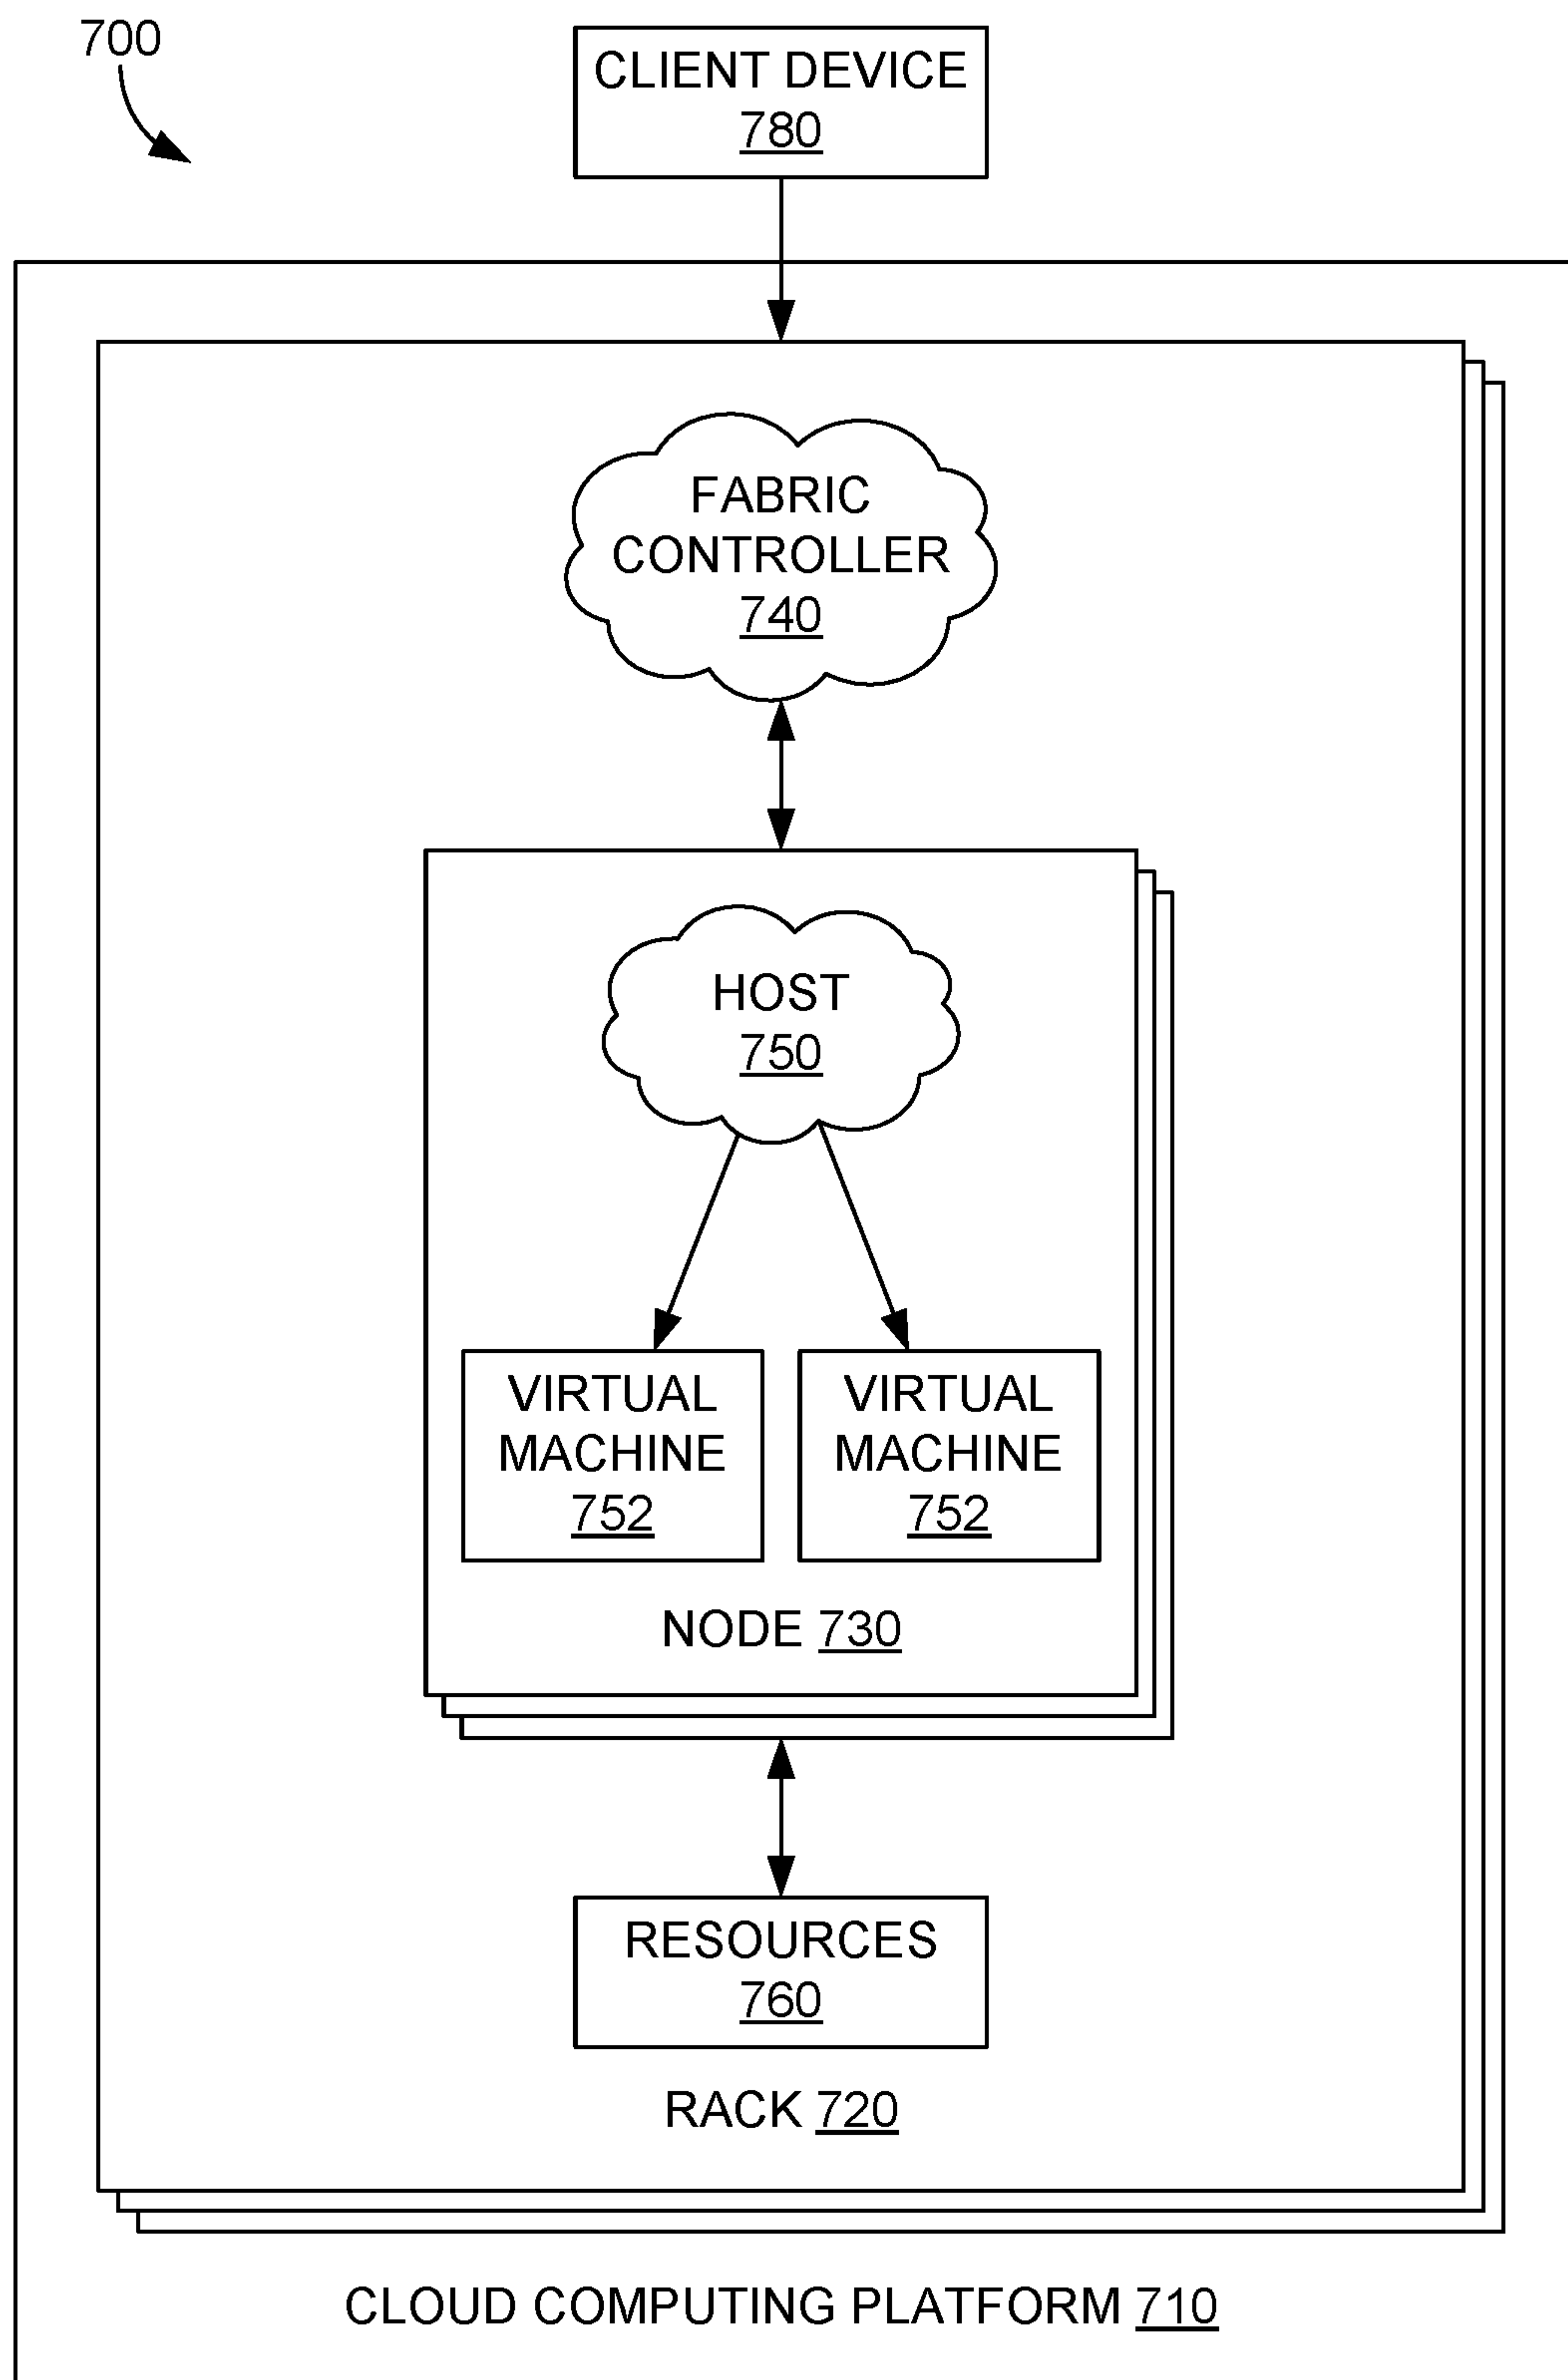 700
CLIENT DEVICE
780
FABRIC
CONTROLLER
740
HOST
750
VIRTUAL
MACHINE
752
VIRTUAL
MACHINE
752
NODE 730
RESOURCES
760
RACK 720
CLOUD COMPUTING PLATFORM 710